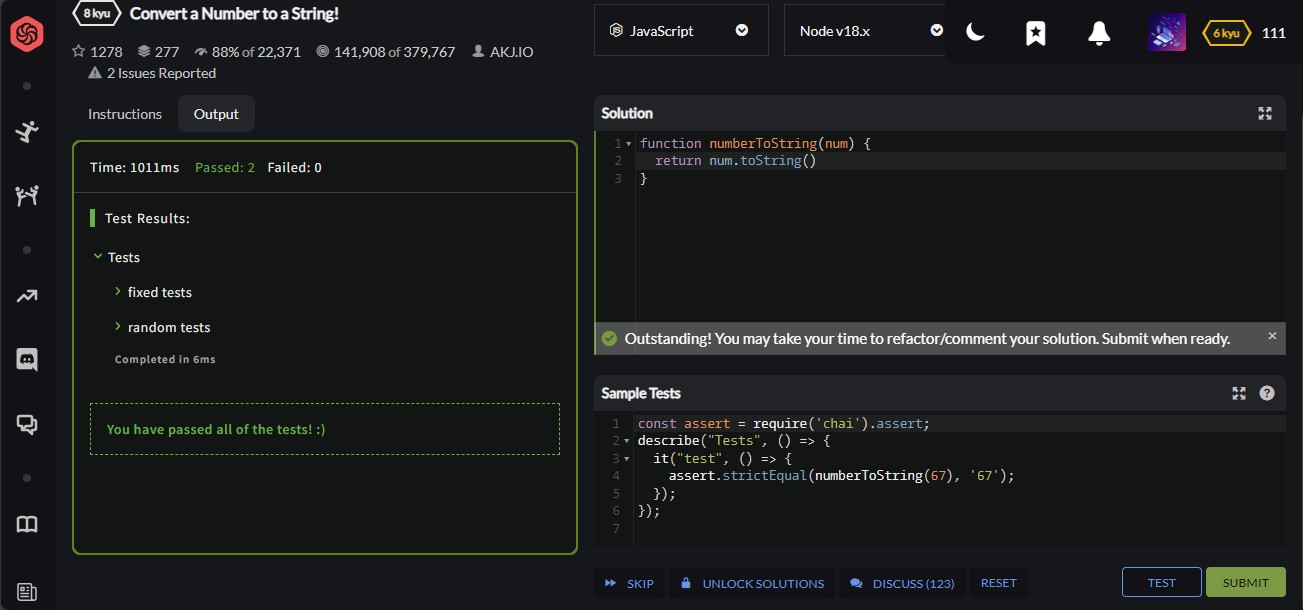 8 kyu Convert a Number to a String!
1278 277 88% of 22,371 141,908 of 379,767 AKJ.IO
2 Issues Reported
JavaScript
Node v18.x
6 kyu 111
Instructions Output
Time: 1011ms Passed: 2 Failed: 0
Test Results:
Tests
fixed tests
random tests
Completed in 6ms
You have passed all of the tests! :)
Solution
1 function numberToString(num) {
2 return num.toString()
3 }
Outstanding! You may take your time to refactor/comment your solution. Submit when ready. ×
Sample Tests ?
1 const assert = require('chai').assert;
2 describe("Tests", () => {
3 it("test", () => {
4 assert.strictEqual(numberToString(67), '67');
5 });
6 });
7
SKIP UNLOCK SOLUTIONS DISCUSS (123) RESET TEST SUBMIT